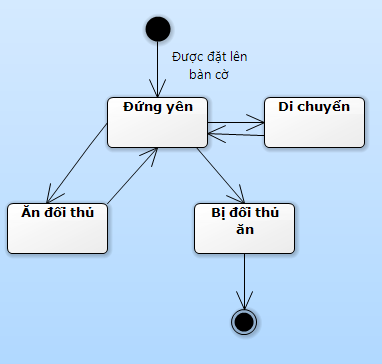 Được đặt lên
bàn cờ
Đứng yên
Di chuyển
Ăn đối thủ
Bị đối thủ
ăn